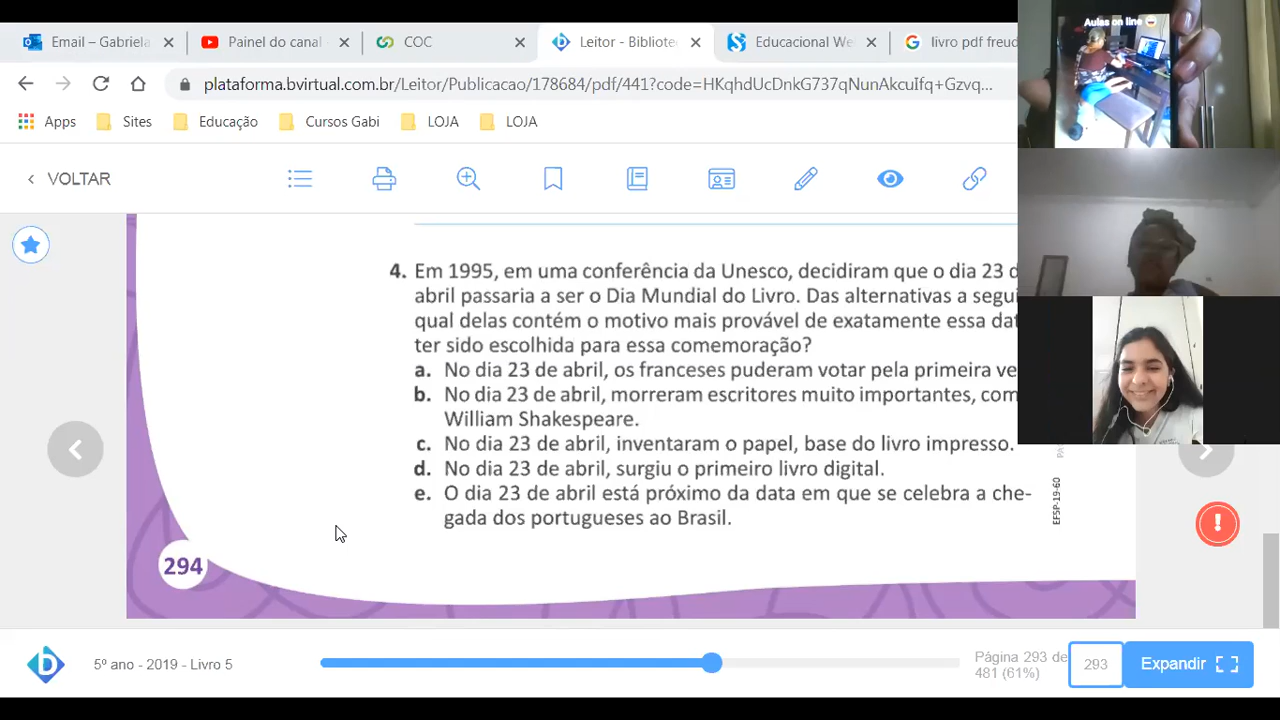 Email – Gabriela
Painel do canal
COC
Leitor - Bibliote
Educacional We
livro pdf freud
Aulas on line
plataforma.bvirtual.com.br/Leitor/Publicacao/178684/pdf/441?code=HKqhdUcDnkG737qNunAkcuIfq+Gzvq...
Apps
Sites
Educação
Cursos Gabi
LOJA
LOJA
VOLTAR
4. Em 1995, em uma conferência da Unesco, decidiram que o dia 23 d
abril passaria a ser o Dia Mundial do Livro. Das alternativas a segui
qual delas contém o motivo mais provável de exatamente essa dat
ter sido escolhida para essa comemoração?
a. No dia 23 de abril, os franceses puderam votar pela primeira ve
b. No dia 23 de abril, morreram escritores muito importantes, com
William Shakespeare.
c. No dia 23 de abril, inventaram o papel, base do livro impresso.
d. No dia 23 de abril, surgiu o primeiro livro digital.
e. O dia 23 de abril está próximo da data em que se celebra a che-
gada dos portugueses ao Brasil.
EFSP-19-60
294
5º ano - 2019 - Livro 5
Página 293 de
481 (61%)
293
Expandir